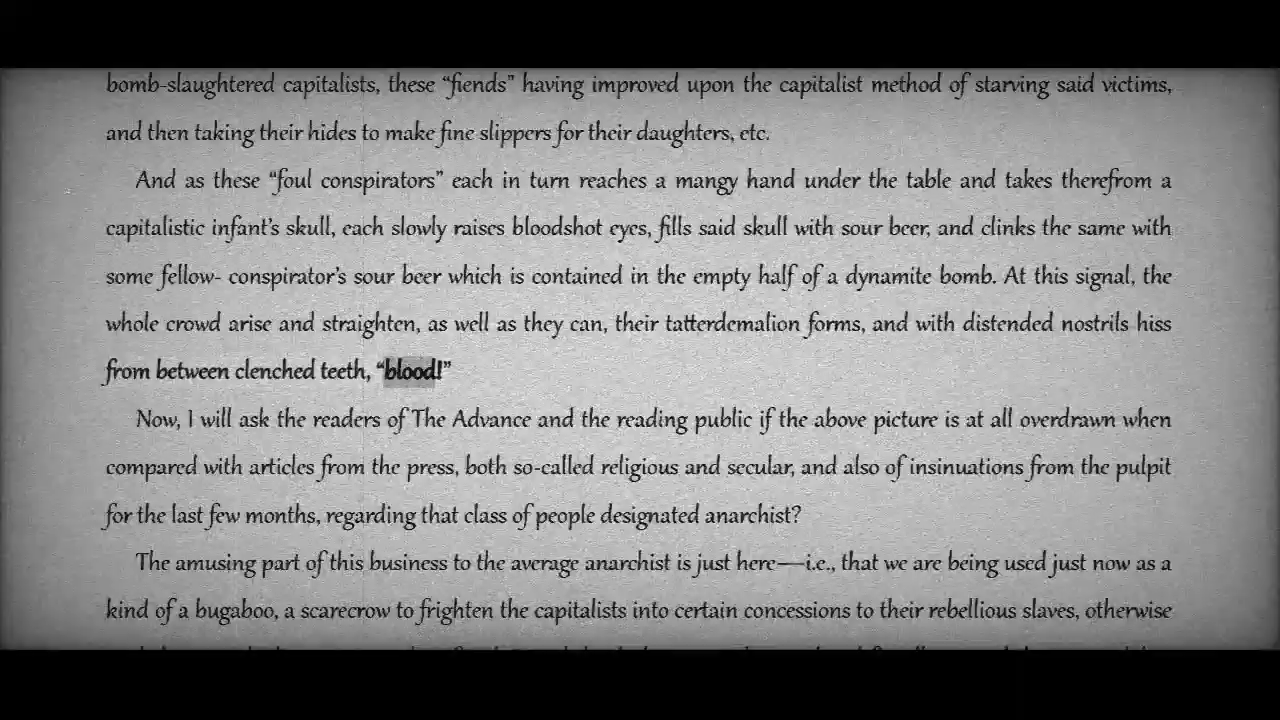 bomb-slaughtered capitalists, these “fiends” having improved upon the capitalist method of starving said victims,
and then taking their hides to make fine slippers for their daughters, etc.
And as these “foul conspirators” each in turn reaches a mangy hand under the table and takes therefrom a
capitalistic infant’s skull, each slowly raises bloodshot eyes, fills said skull with sour beer, and clinks the same with
some fellow- conspirator’s sour beer which is contained in the empty half of a dynamite bomb. At this signal, the
whole crowd arise and straighten, as well as they can, their tatterdemalion forms, and with distended nostrils hiss
from between clenched teeth, “blood!”
Now, I will ask the readers of The Advance and the reading public if the above picture is at all overdrawn when
compared with articles from the press, both so-called religious and secular, and also of insinuations from the pulpit
for the last few months, regarding that class of people designated anarchist?
The amusing part of this business to the average anarchist is just here—i.e., that we are being used just now as a
kind of a bugaboo, a scarecrow to frighten the capitalists into certain concessions to their rebellious slaves, otherwise